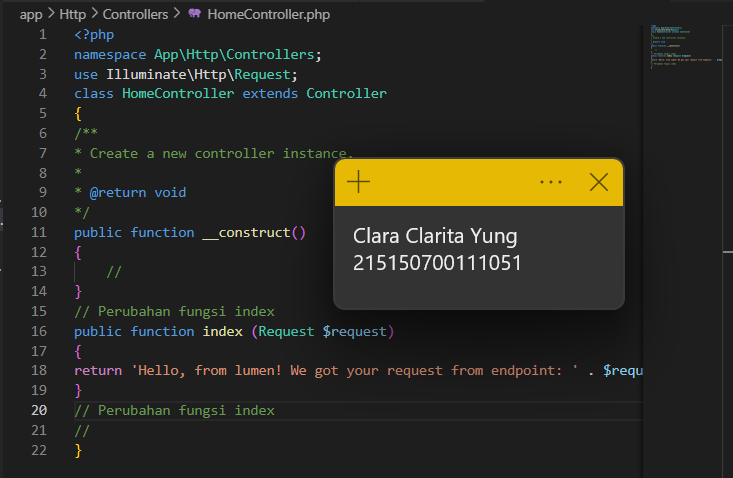 app > Http > Controllers > HomeController.php
1 <?php
2 namespace App\Http\Controllers;
3 use Illuminate\Http\Request;
4 class HomeController extends Controller
5 {
6 /**
7 * Create a new controller instance.
8 *
9 * @return void
10 */
11 public function __construct()
12 {
13 //
14 }
15 // Perubahan fungsi index
16 public function index (Request $request)
17 {
18 return 'Hello, from lumen! We got your request from endpoint: ' . $requ
19 }
20 // Perubahan fungsi index
21 //
22 }
Clara Clarita Yung
215150700111051